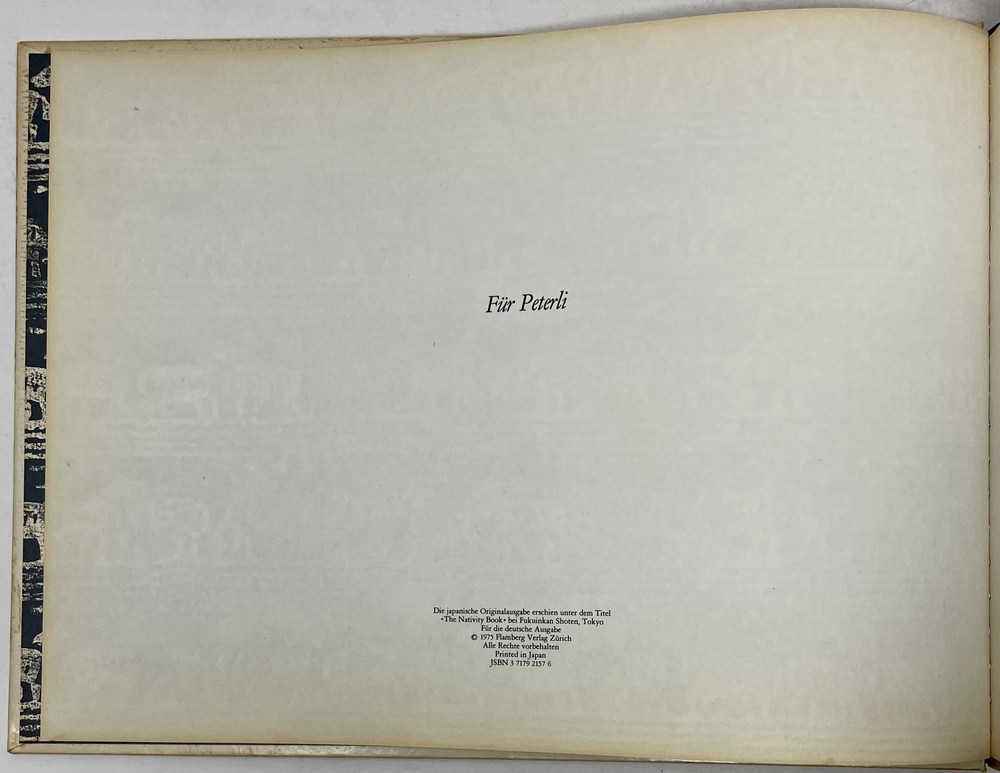 Für Peterli
Die japanische Originalausgabe erschien unter dem Titel
«The Nativity Book» bei Fukuinkan Shoten, Tokyo
Für die deutsche Ausgabe
© 1975 Flamberg Verlag Zürich
Alle Rechte vorbehalten
Printed in Japan
JSBN 3 7179 2157 6